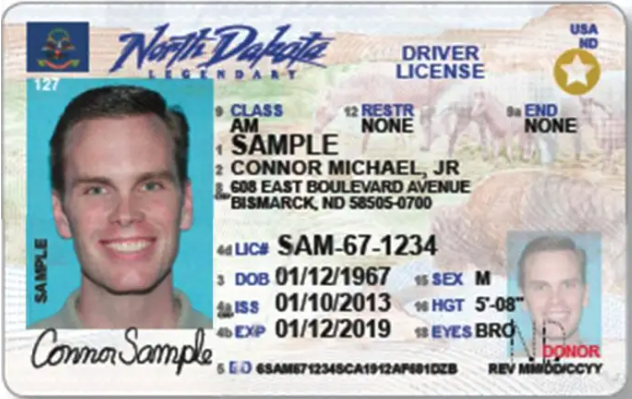 North Dakota
LEGENDARY
DRIVER
LICENSE
USA
ND
127
9 CLASS
AM
12 RESTR
NONE
9a END
NONE
1 SAMPLE
2 CONNOR MICHAEL, JR
8 608 EAST BOULEVARD AVENUE
BISMARCK, ND 58505-0700
4d LIC# SAM-67-1234
3 DOB 01/12/1967
15 SEX M
4a ISS 01/10/2013
16 HGT 5'-08"
4b EXP 01/12/2019
18 EYES BRO
SAMPLE
Connor Sample
ND
DONOR
5 DD 6SAM671234SCA1912AF681DZB
REV MM/DD/CCYY